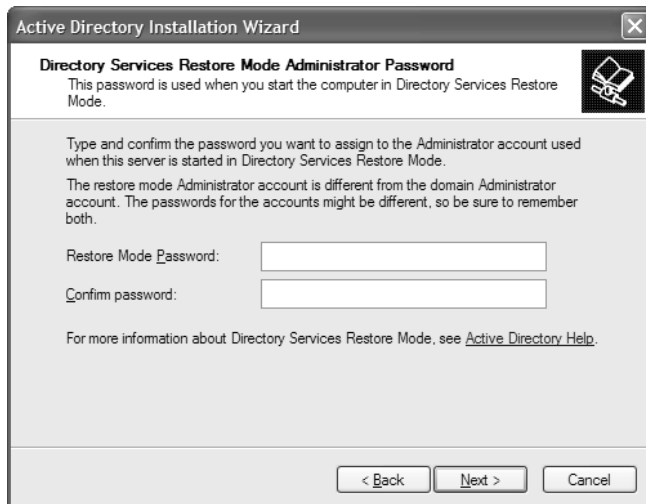 Active Directory Installation Wizard
Directory Services Restore Mode Administrator Password
This password is used when you start the computer in Directory Services Restore
Mode.
Type and confirm the password you want to assign to the Administrator account used
when this server is started in Directory Services Restore Mode.
The restore mode Administrator account is different from the domain Administrator
account. The passwords for the accounts might be different, so be sure to remember
both.
Restore Mode Password:
Confirm password:
For more information about Directory Services Restore Mode, see Active Directory Help.
< Back Next > Cancel